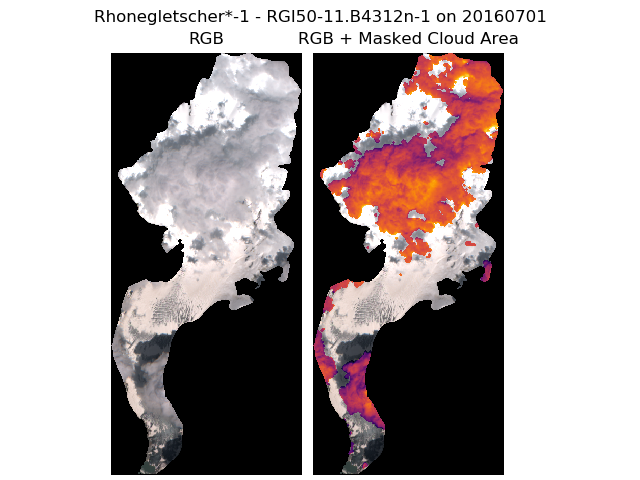 Rhonegletscher*-1 - RGI50-11.B4312n-1 on 20160701
RGB
RGB + Masked Cloud Area